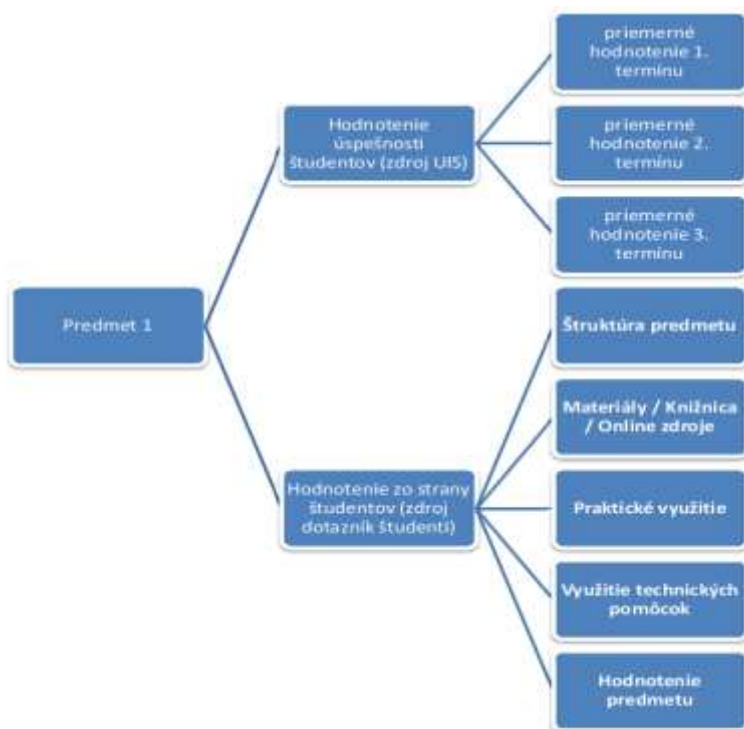 Predmet 1
Hodnotenie
úspešnosti
študentov (zdroj UIS)
priemerné
hodnotenie 1.
termínu
priemerné
hodnotenie 2.
termínu
priemerné
hodnotenie 3.
termínu
Hodnotenie zo strany
študentov (zdroj
dotazník študenti)
Štruktúra predmetu
Materiály / Knižnica
/ Online zdroje
Praktické využitie
Využitie technických
pomôcok
Hodnotenie
predmetu